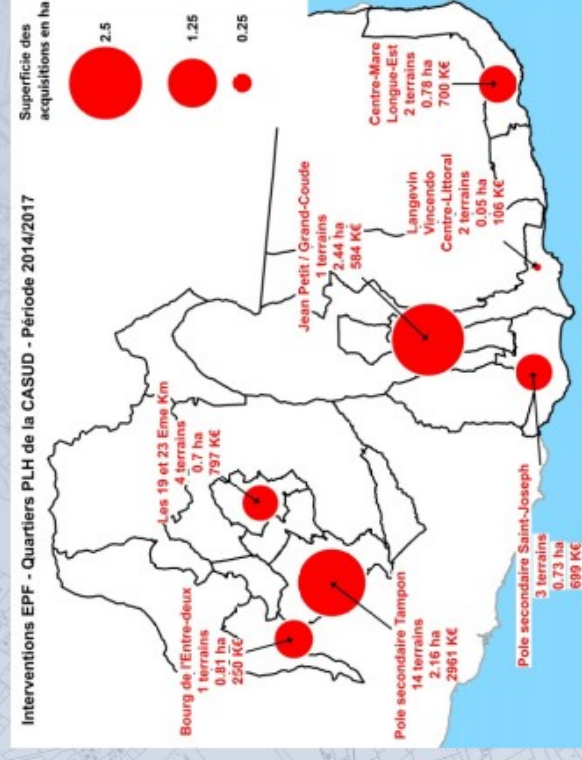 Interventions EPF - Quartiers PLH de la CASUD - Période 2014/2017
Superficie des
acquisitions en ha
2.5
1.25
0.25
Bourg de l'Entre-deux
1 terrains
0.81 ha
250 K€
Les 19 et 23 Eme Km
4 terrains
0.7 ha
797 K€
Jean Petit / Grand-Coude
1 terrains
2.44 ha
584 K€
Centre-Mare
Longue-Est
2 terrains
0.78 ha
700 K€
Langevin
Vincendo
Centre-Littoral
2 terrains
0.05 ha
106 K€
Pole secondaire Tampon
14 terrains
2.16 ha
2961 K€
Pole secondaire Saint-Joseph
3 terrains
0.73 ha
699 K€